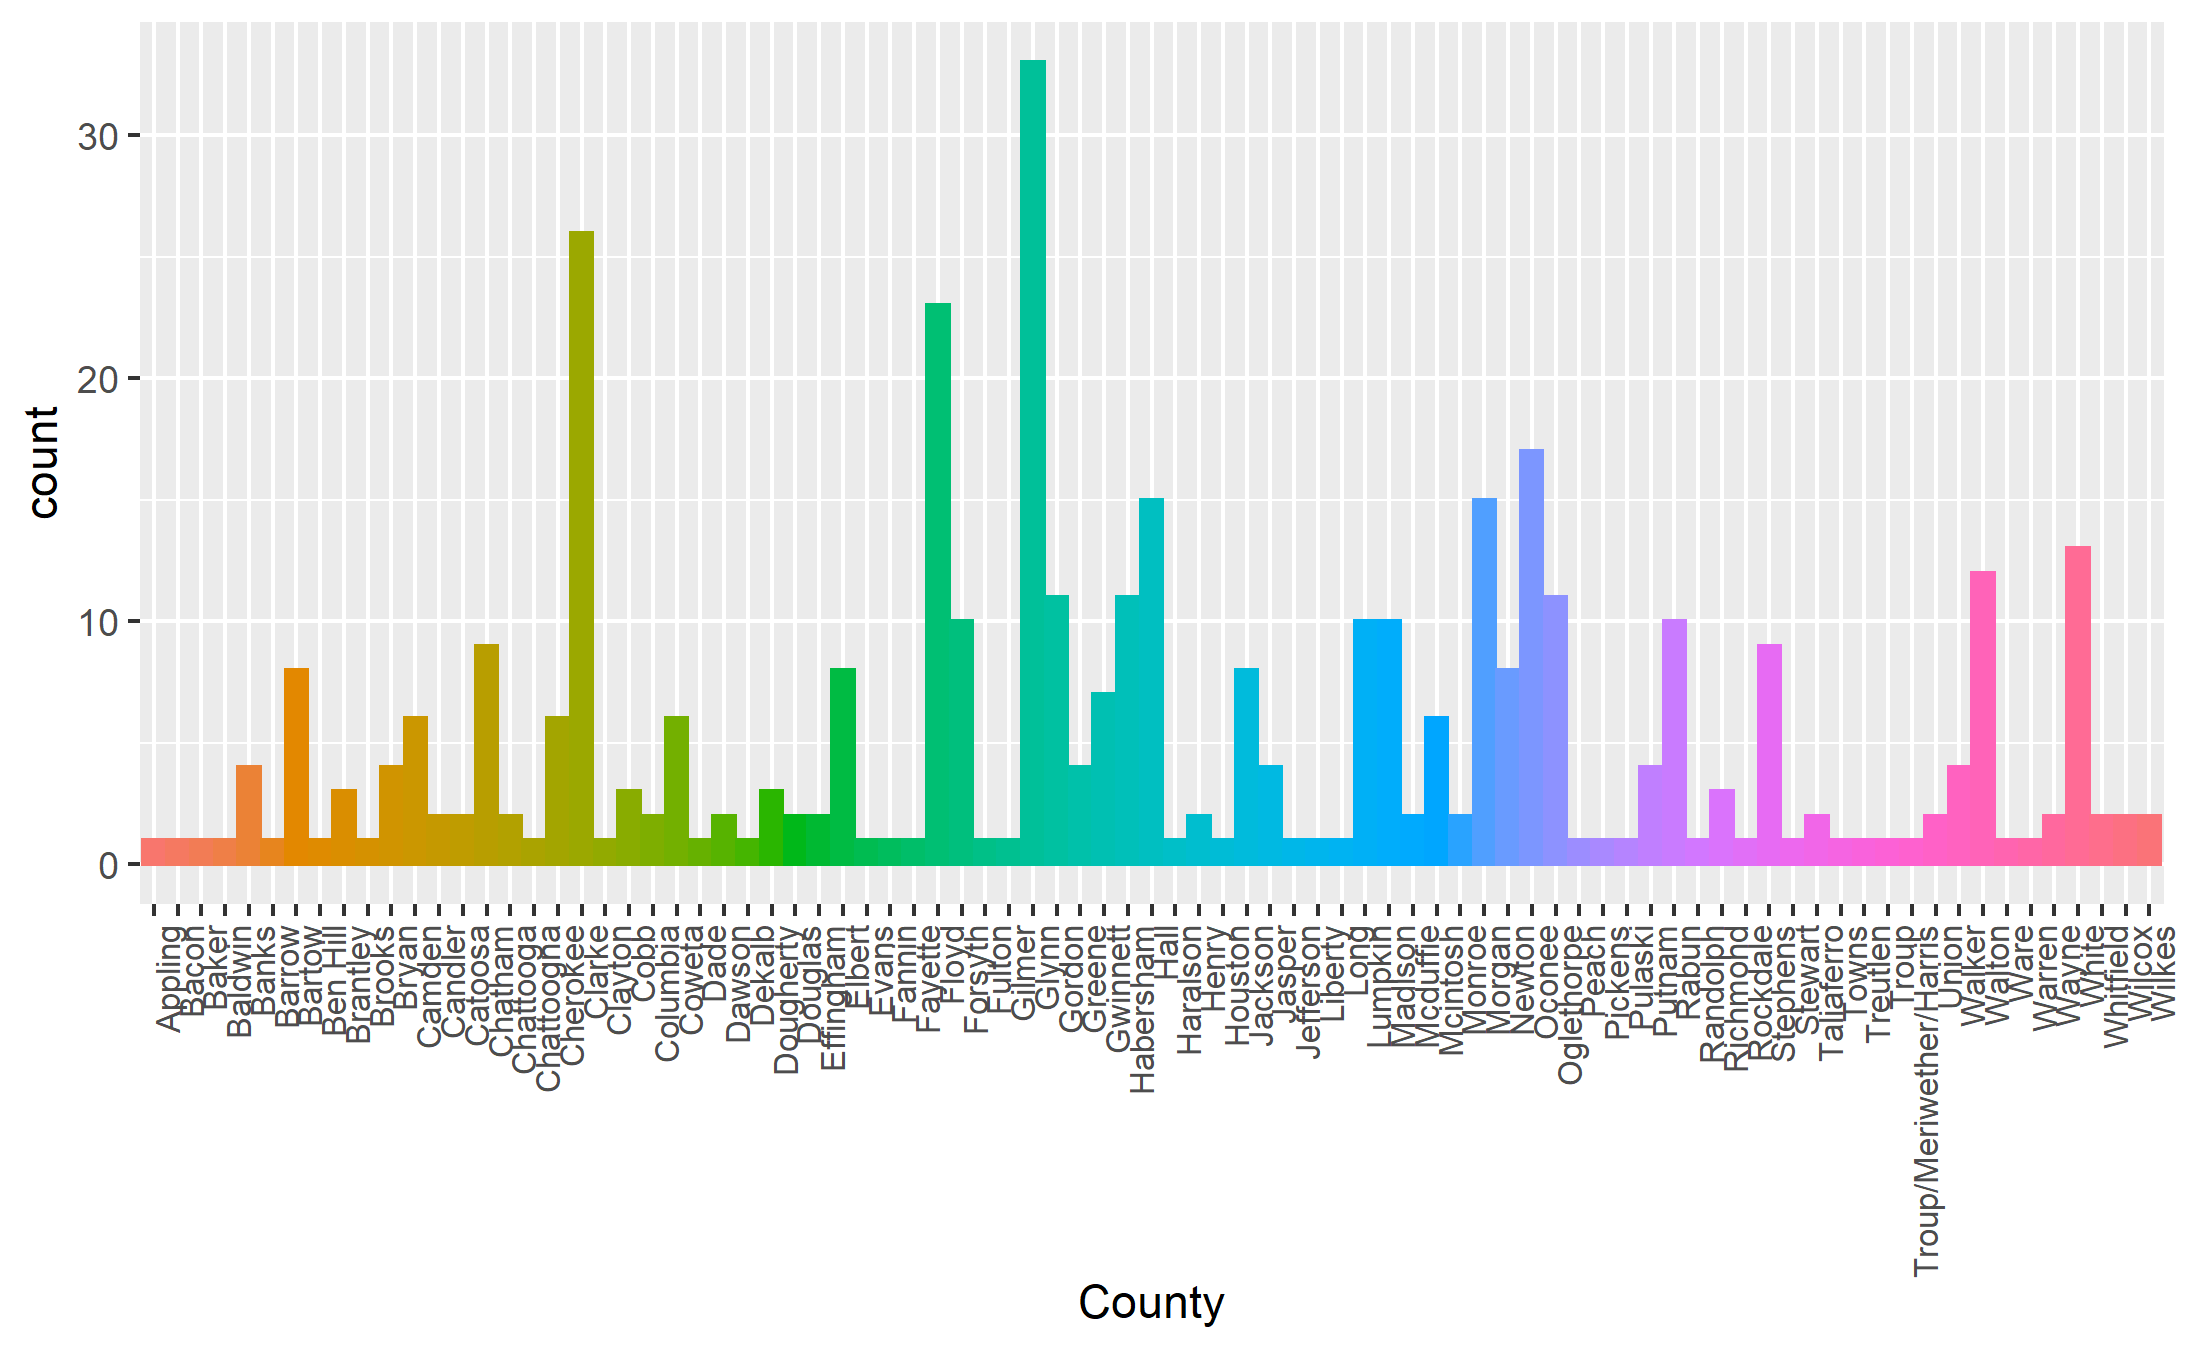 30
20
10
0
count
Appling
Bacon
Baker
Baldwin
Banks
Barrow
Bartow
Ben Hill
Brantley
Brooks
Bryan
Camden
Candler
Catoosa
Chatham
Chattooga
Chattoogna
Cherokee
Clarke
Clayton
Cobb
Columbia
Coweta
Dade
Dawson
Dekalb
Dougherty
Douglas
Effingham
Elbert
Evans
Fannin
Fayette
Floyd
Forsyth
Fulton
Gilmer
Glynn
Gordon
Greene
Gwinnett
Habersham
Hall
Haralson
Henry
Houston
Jackson
Jasper
Jefferson
Liberty
Long
Lumpkin
Madison
Mcduffie
Mcintosh
Monroe
Morgan
Newton
Oconee
Oglethorpe
Peach
Pickens
Pulaski
Putnam
Rabun
Randolph
Richmond
Rockdale
Stephens
Stewart
Taliaferro
Towns
Treutlen
Troup
Troup/Meriwether/Harris
Union
Walker
Walton
Ware
Warren
Wayne
White
Whitfield
Wilcox
Wilkes
County